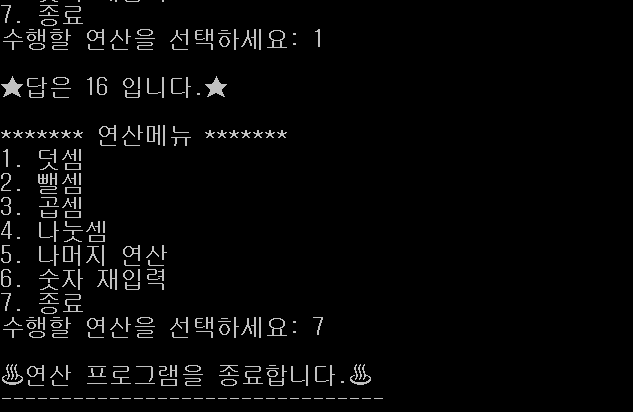 7. 종료
수행할 연산을 선택하세요: 1
★답은 16 입니다.★
******* 연산메뉴 *******
1. 덧셈
2. 뺄셈
3. 곱셈
4. 나눗셈
5. 나머지 연산
6. 숫자 재입력
7. 종료
수행할 연산을 선택하세요: 7
♨연산 프로그램을 종료합니다.♨
--------------------------------